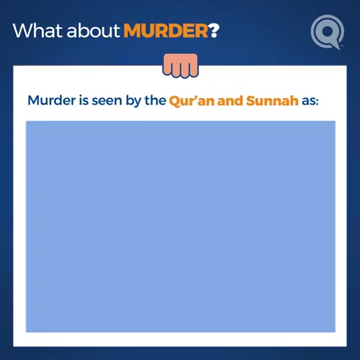 What about MURDER?
Murder is seen by the Qur'an and Sunnah as: